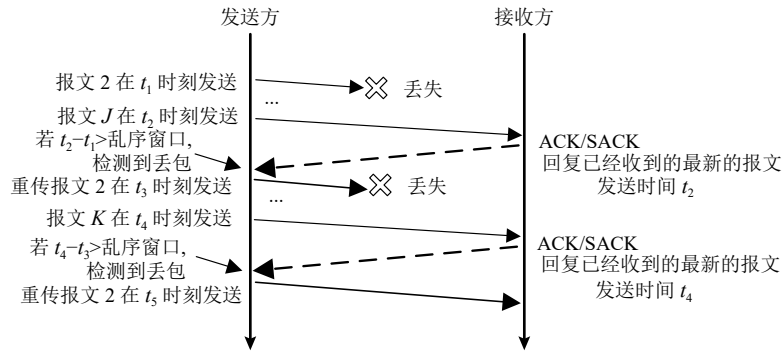 发送方
接收方
报文 2 在 t₁ 时刻发送
丢失
...
报文 J 在 t₂ 时刻发送
若 t₂−t₁>乱序窗口,
检测到丢包
ACK/SACK
回复已经收到的最新的报文
发送时间 t₂
重传报文 2 在 t₃ 时刻发送
丢失
...
报文 K 在 t₄ 时刻发送
若 t₄−t₃>乱序窗口,
检测到丢包
ACK/SACK
回复已经收到的最新的报文
发送时间 t₄
重传报文 2 在 t₅ 时刻发送